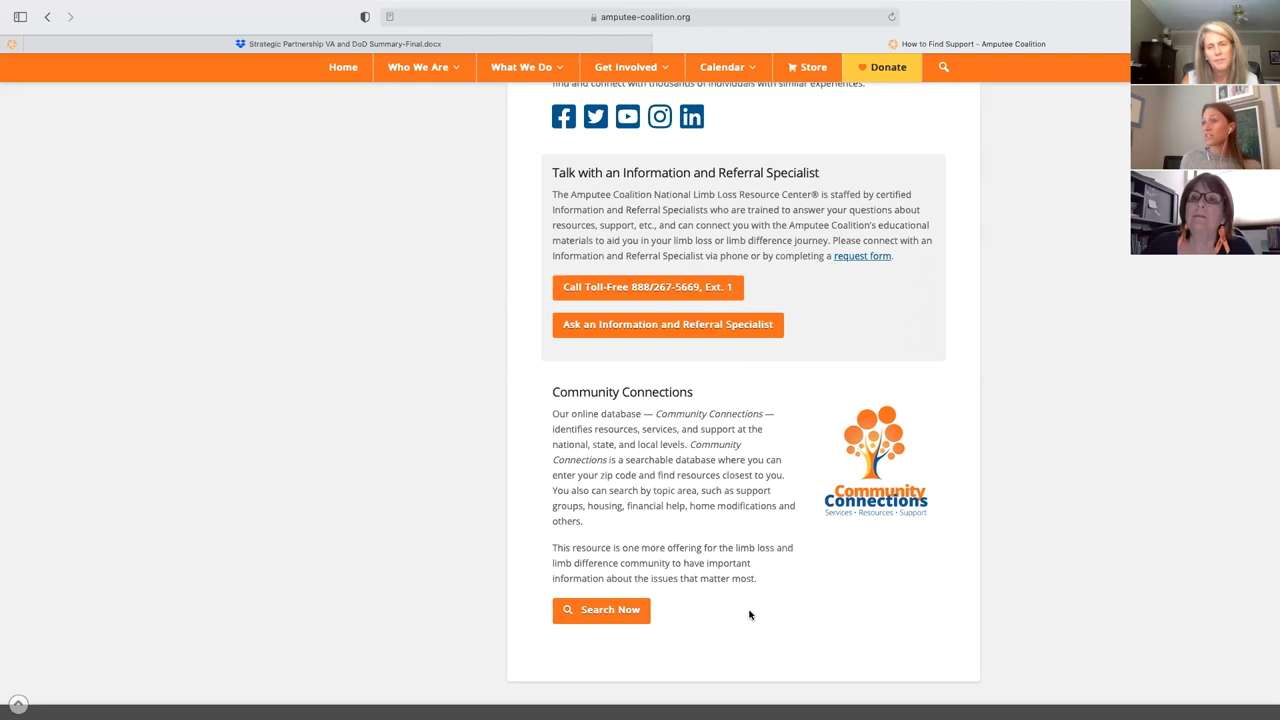 amputee-coalition.org
Strategic Partnership VA and DoD Summary-Final.docx
How to Find Support – Amputee Coalition
Home
Who We Are
What We Do
Get Involved
Calendar
Store
Donate
find and connect with thousands of individuals with similar experiences.
Talk with an Information and Referral Specialist
The Amputee Coalition National Limb Loss Resource Center® is staffed by certified
Information and Referral Specialists who are trained to answer your questions about
resources, support, etc., and can connect you with the Amputee Coalition's educational
materials to aid you in your limb loss or limb difference journey. Please connect with an
Information and Referral Specialist via phone or by completing a request form.
Call Toll-Free 888/267-5669, Ext. 1
Ask an Information and Referral Specialist
Community Connections
Our online database — Community Connections —
identifies resources, services, and support at the
national, state, and local levels. Community
Connections is a searchable database where you can
enter your zip code and find resources closest to you.
You also can search by topic area, such as support
groups, housing, financial help, home modifications and
others.
This resource is one more offering for the limb loss and
limb difference community to have important
information about the issues that matter most.
Search Now
Community
Connections
Services • Resources • Support